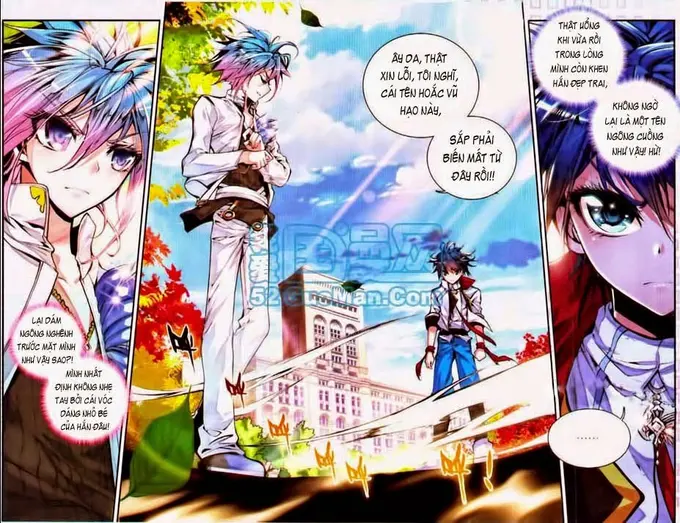 LẠI DÁM
NGÔNG NGHÊNH
TRƯỚC MẶT MÌNH
NHƯ VẬY SAO?!
MÌNH NHẤT
ĐỊNH KHÔNG NHẸ
TAY BỞI CÁI VÓC
DÁNG NHỎ BÉ
CỦA HẮN ĐÂU!
ÂY DA, THẬT
XIN LỖI, TÔI NGHĨ,
CÁI TÊN HOẮC VŨ
HẠO NÀY,
SẮP PHẢI
BIẾN MẤT TỪ
ĐÂY RỒI!!!
THẬT UỔNG
KHI VỪA RỒI
TRONG LÒNG
MÌNH CÒN KHEN
HẮN ĐẸP TRAI,
KHÔNG NGỜ
LẠI LÀ MỘT TÊN
NGÔNG CUỒNG
NHƯ VẬY! HỪ!
......